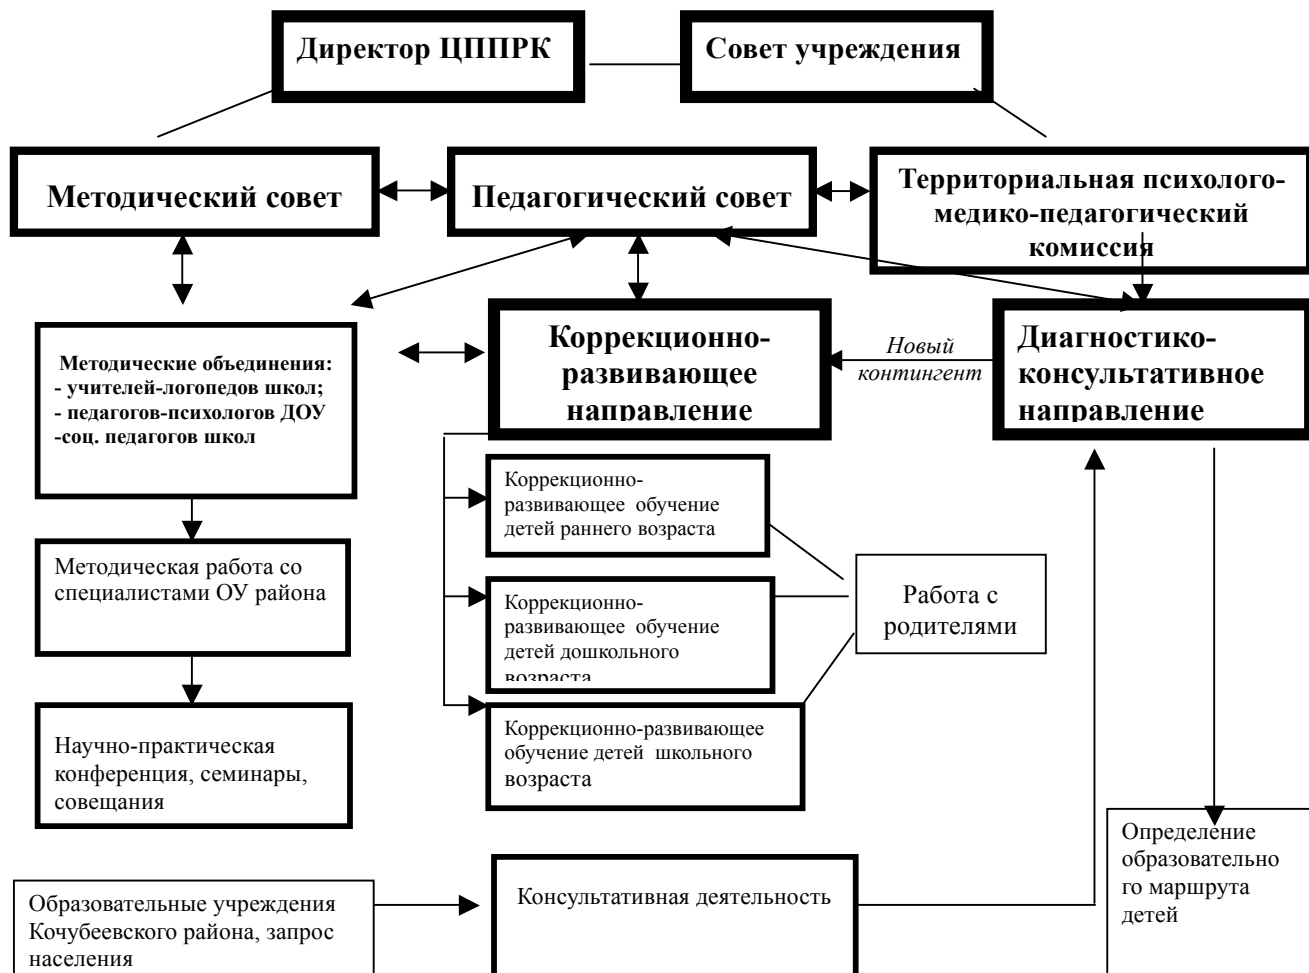 Директор ЦППРК
Совет учреждения
Методический совет
Педагогический совет
Территориальная психолого-
медико-педагогический
комиссия
Методические объединения:
- учителей-логопедов школ;
- педагогов-психологов ДОУ
-соц. педагогов школ
Коррекционно-
развивающее
направление
Новый
контингент
Диагностико-
консультативное
направление
Коррекционно-
развивающее обучение
детей раннего возраста
Методическая работа со
специалистами ОУ района
Коррекционно-
развивающее обучение
детей дошкольного
возраста
Работа с
родителями
Научно-практическая
конференция, семинары,
совещания
Коррекционно-развивающее
обучение детей школьного
возраста
Определение
образовательно
го маршрута
детей
Образовательные учреждения
Кочубеевского района, запрос
населения
Консультативная деятельность